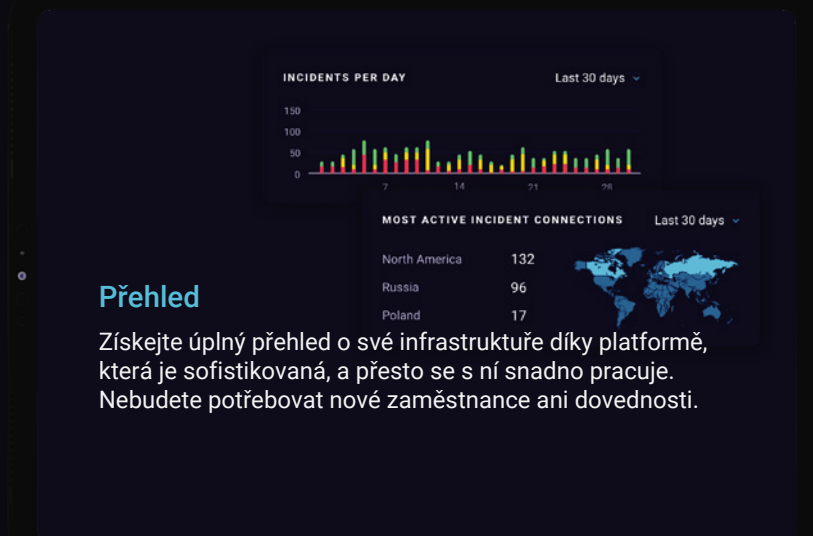 INCIDENTS PER DAY Last 30 days
150
100
50
0
7 14 21 28
MOST ACTIVE INCIDENT CONNECTIONS Last 30 days
North America 132
Russia 96
Poland 17
Přehled
Získejte úplný přehled o své infrastruktuře díky platformě,
která je sofistikovaná, a přesto se s ní snadno pracuje.
Nebudete potřebovat nové zaměstnance ani dovednosti.